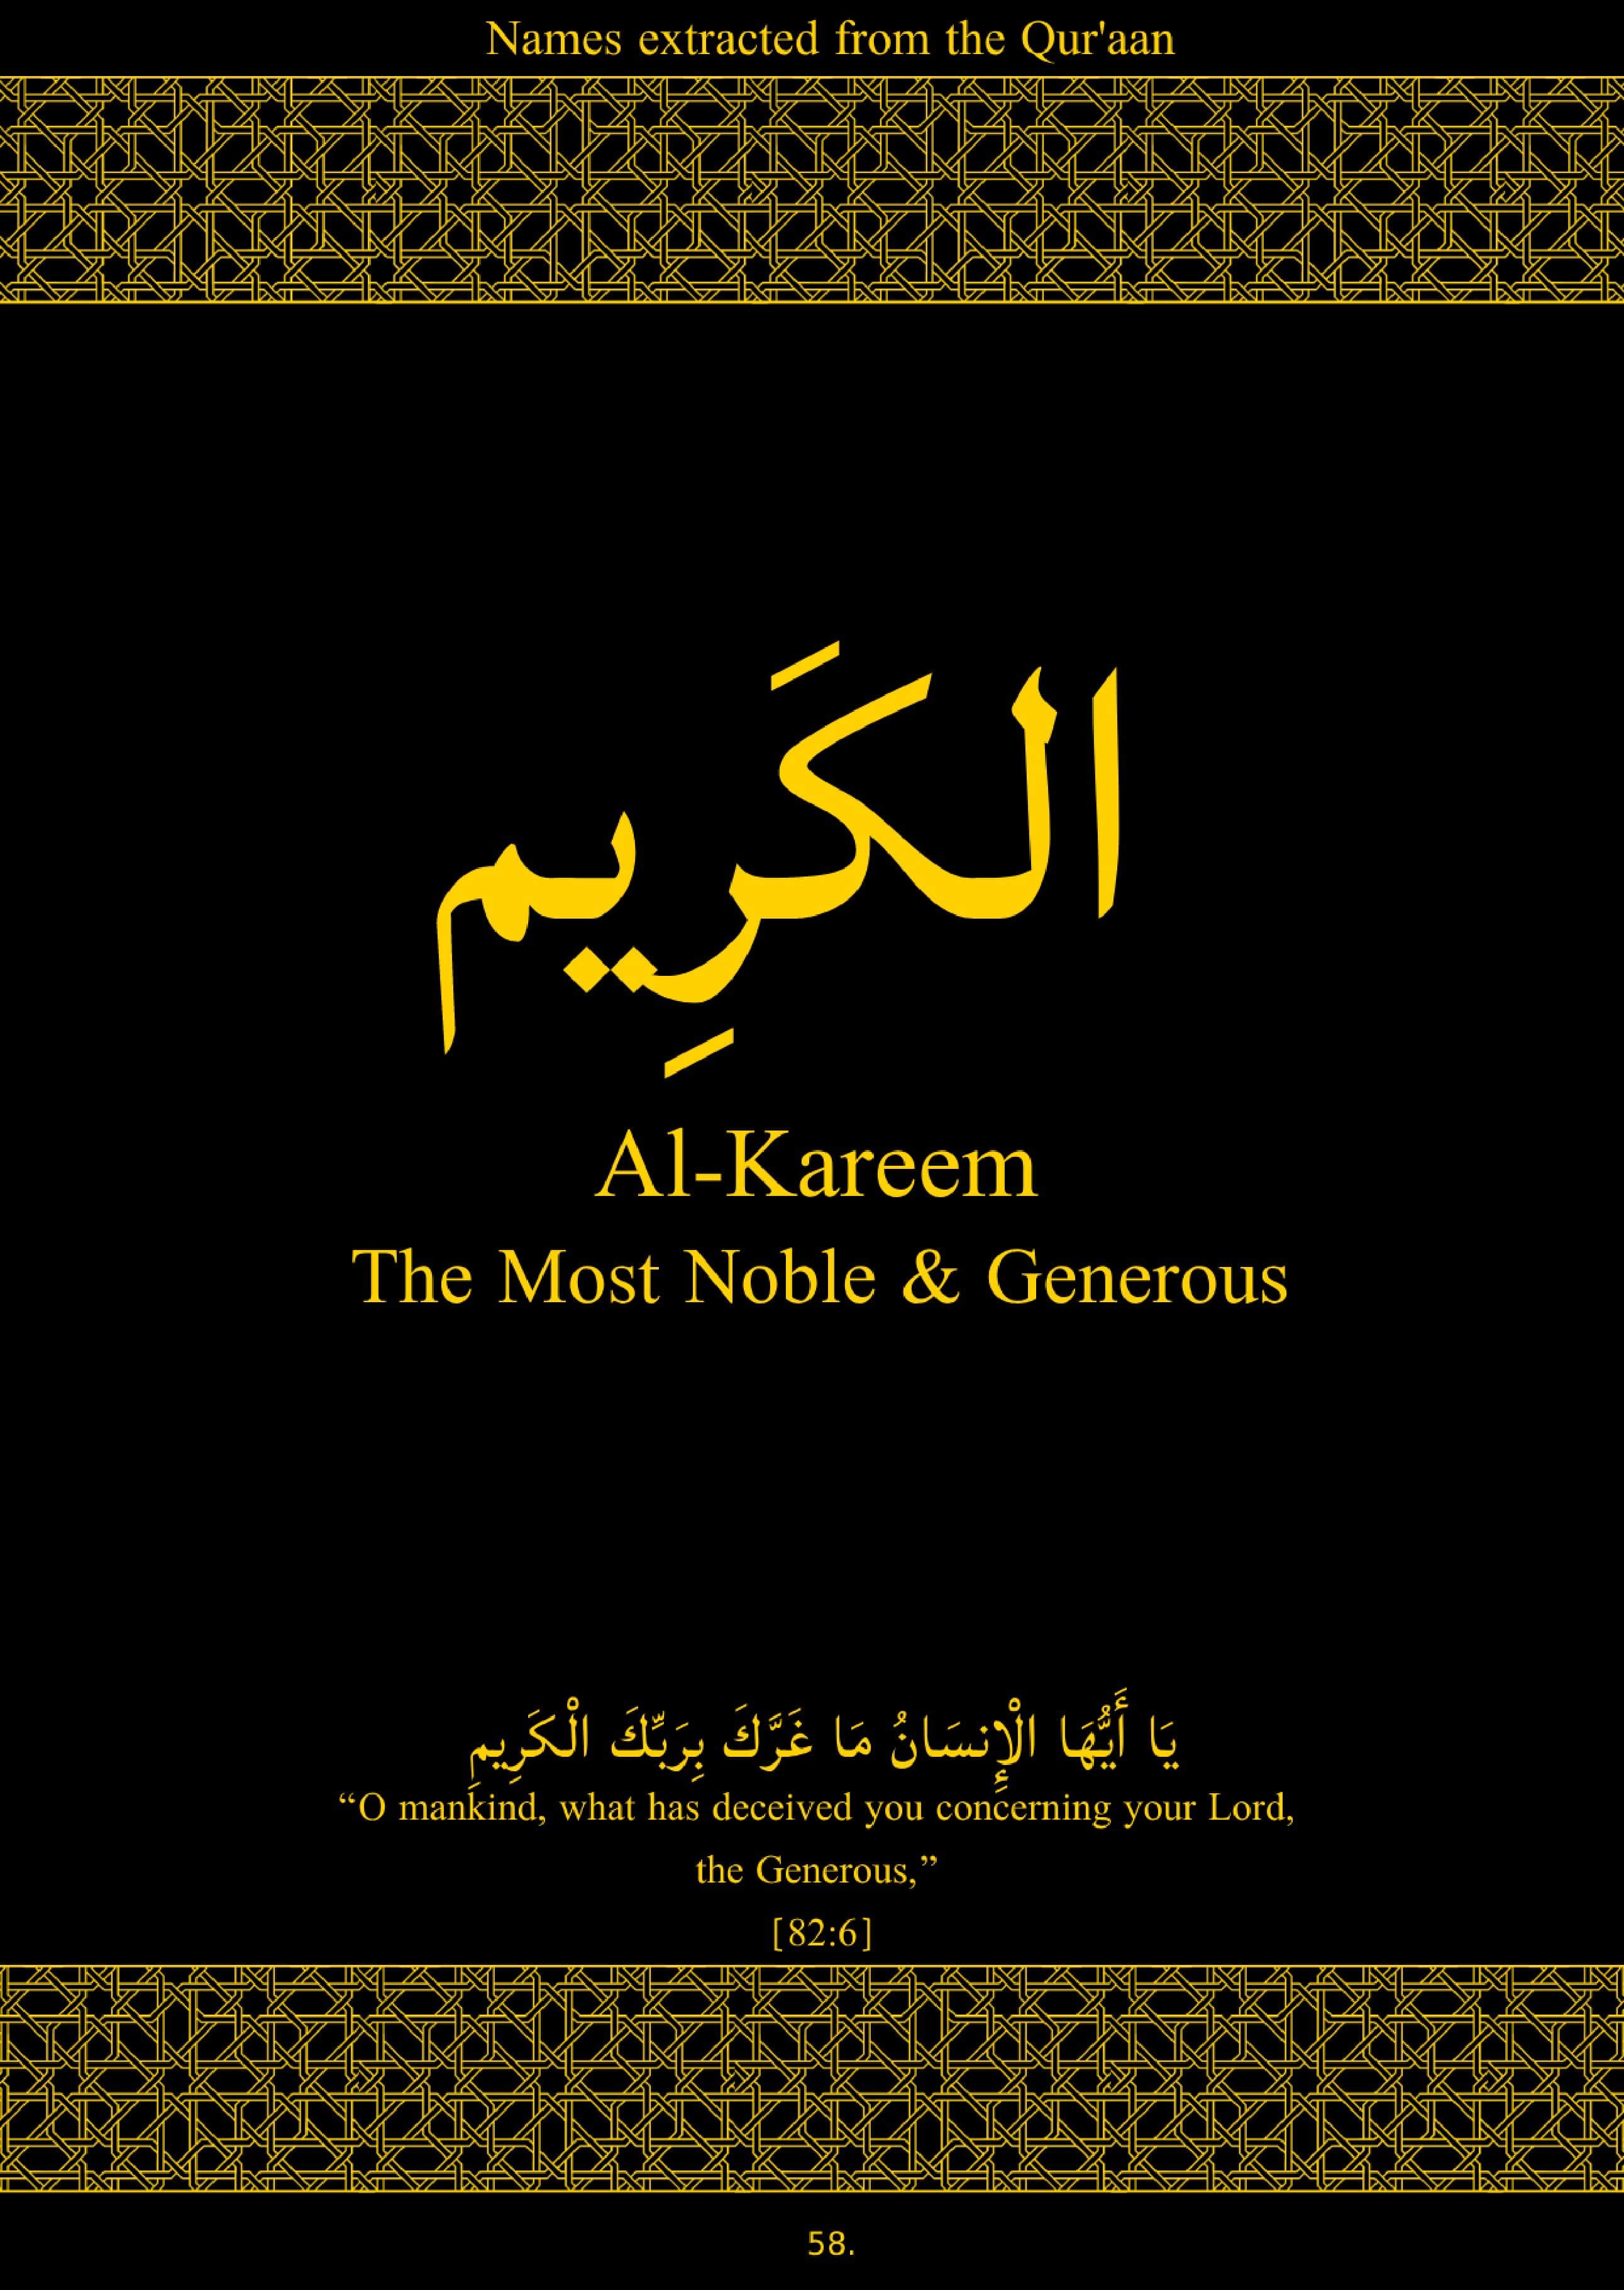 Names extracted from the Qur'aan
الكَرِيم
Al-Kareem
The Most Noble & Generous
يَا أَيُّهَا الْإِنسَانُ مَا غَرَّكَ بِرَبِّكَ الْكَرِيمِ
“O mankind, what has deceived you concerning your Lord,
the Generous,”
[82:6]
58.